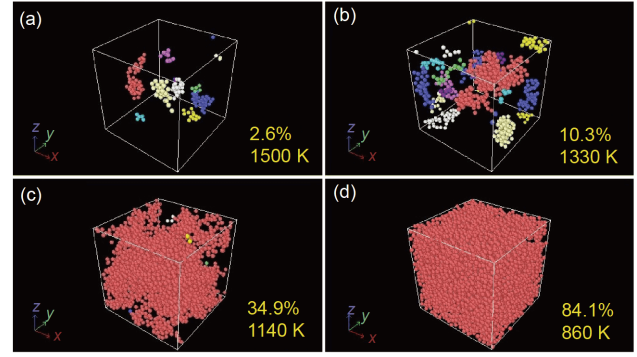 (a)
2.6%
1500 K
z
y
x
(b)
10.3%
1330 K
z
y
x
(c)
34.9%
1140 K
z
y
x
(d)
84.1%
860 K
z
y
x